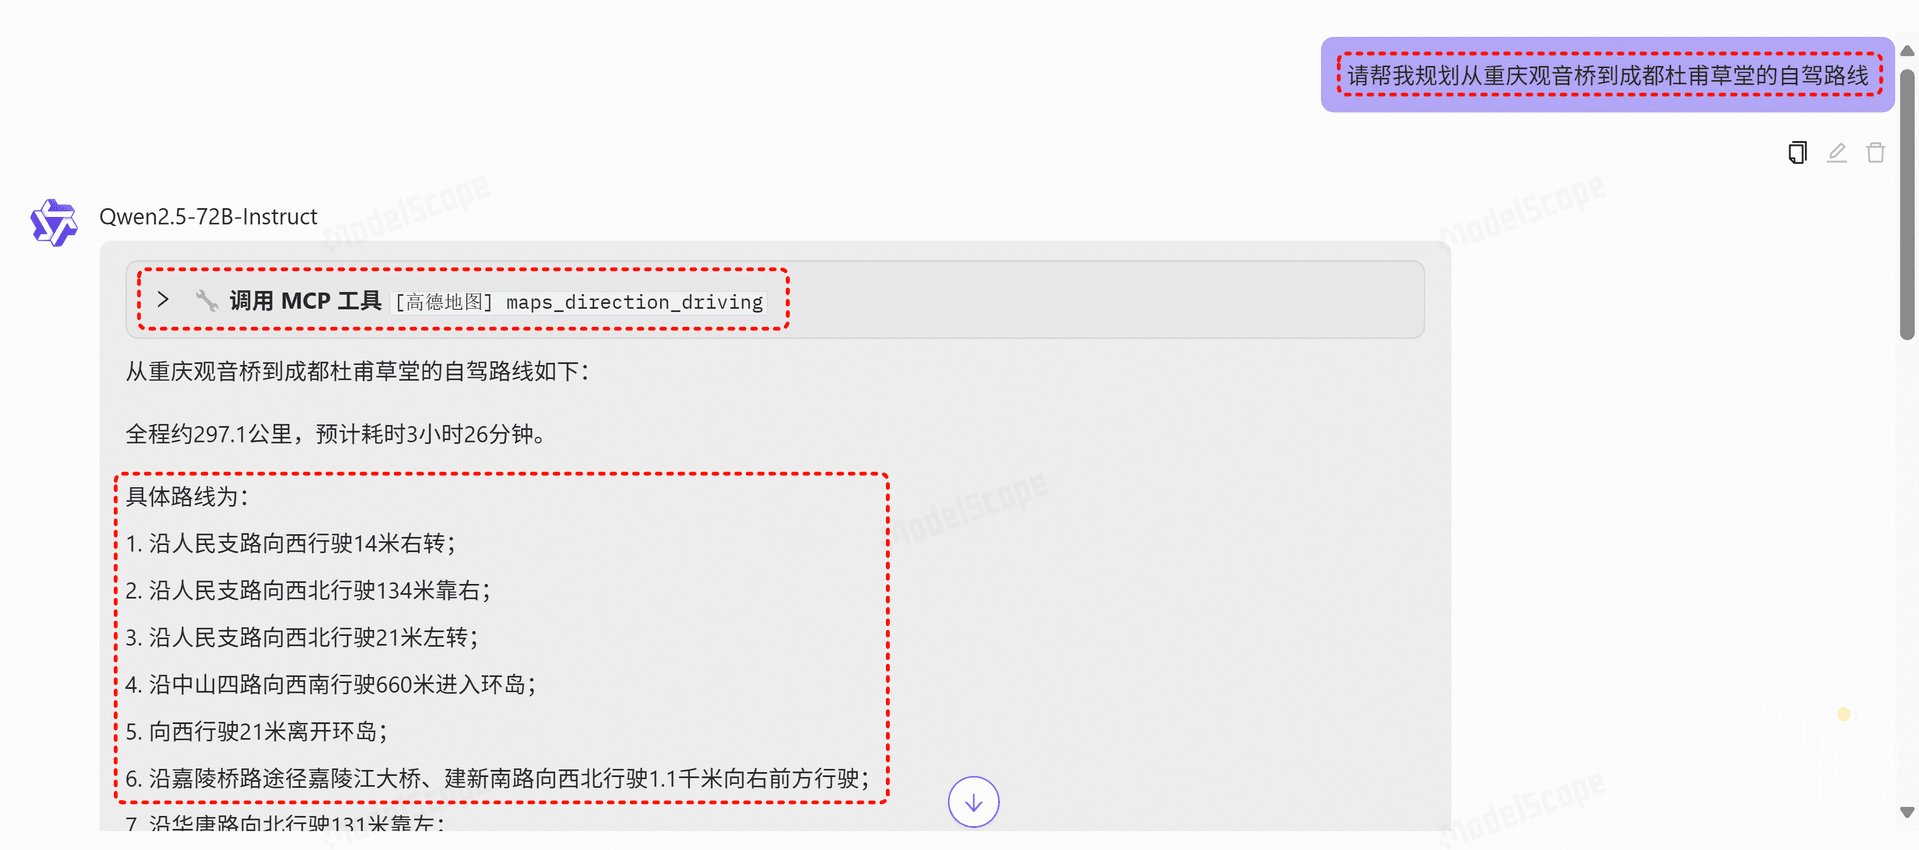 请帮我规划从重庆观音桥到成都杜甫草堂的自驾路线
Qwen2.5-72B-Instruct
调用 MCP 工具 [高德地图] maps_direction_driving
从重庆观音桥到成都杜甫草堂的自驾路线如下：
全程约297.1公里，预计耗时3小时26分钟。
具体路线为：
1. 沿人民支路向西行驶14米右转；
2. 沿人民支路向西北行驶134米靠右；
3. 沿人民支路向西北行驶21米左转；
4. 沿中山四路向西南行驶660米进入环岛；
5. 向西行驶21米离开环岛；
6. 沿嘉陵桥路途径嘉陵江大桥、建新南路向西北行驶1.1千米向右前方行驶；
7. 沿华唐路向北行驶131米靠左；
ModelScope
ModelScope
ModelScope
ModelScope
ModelScope